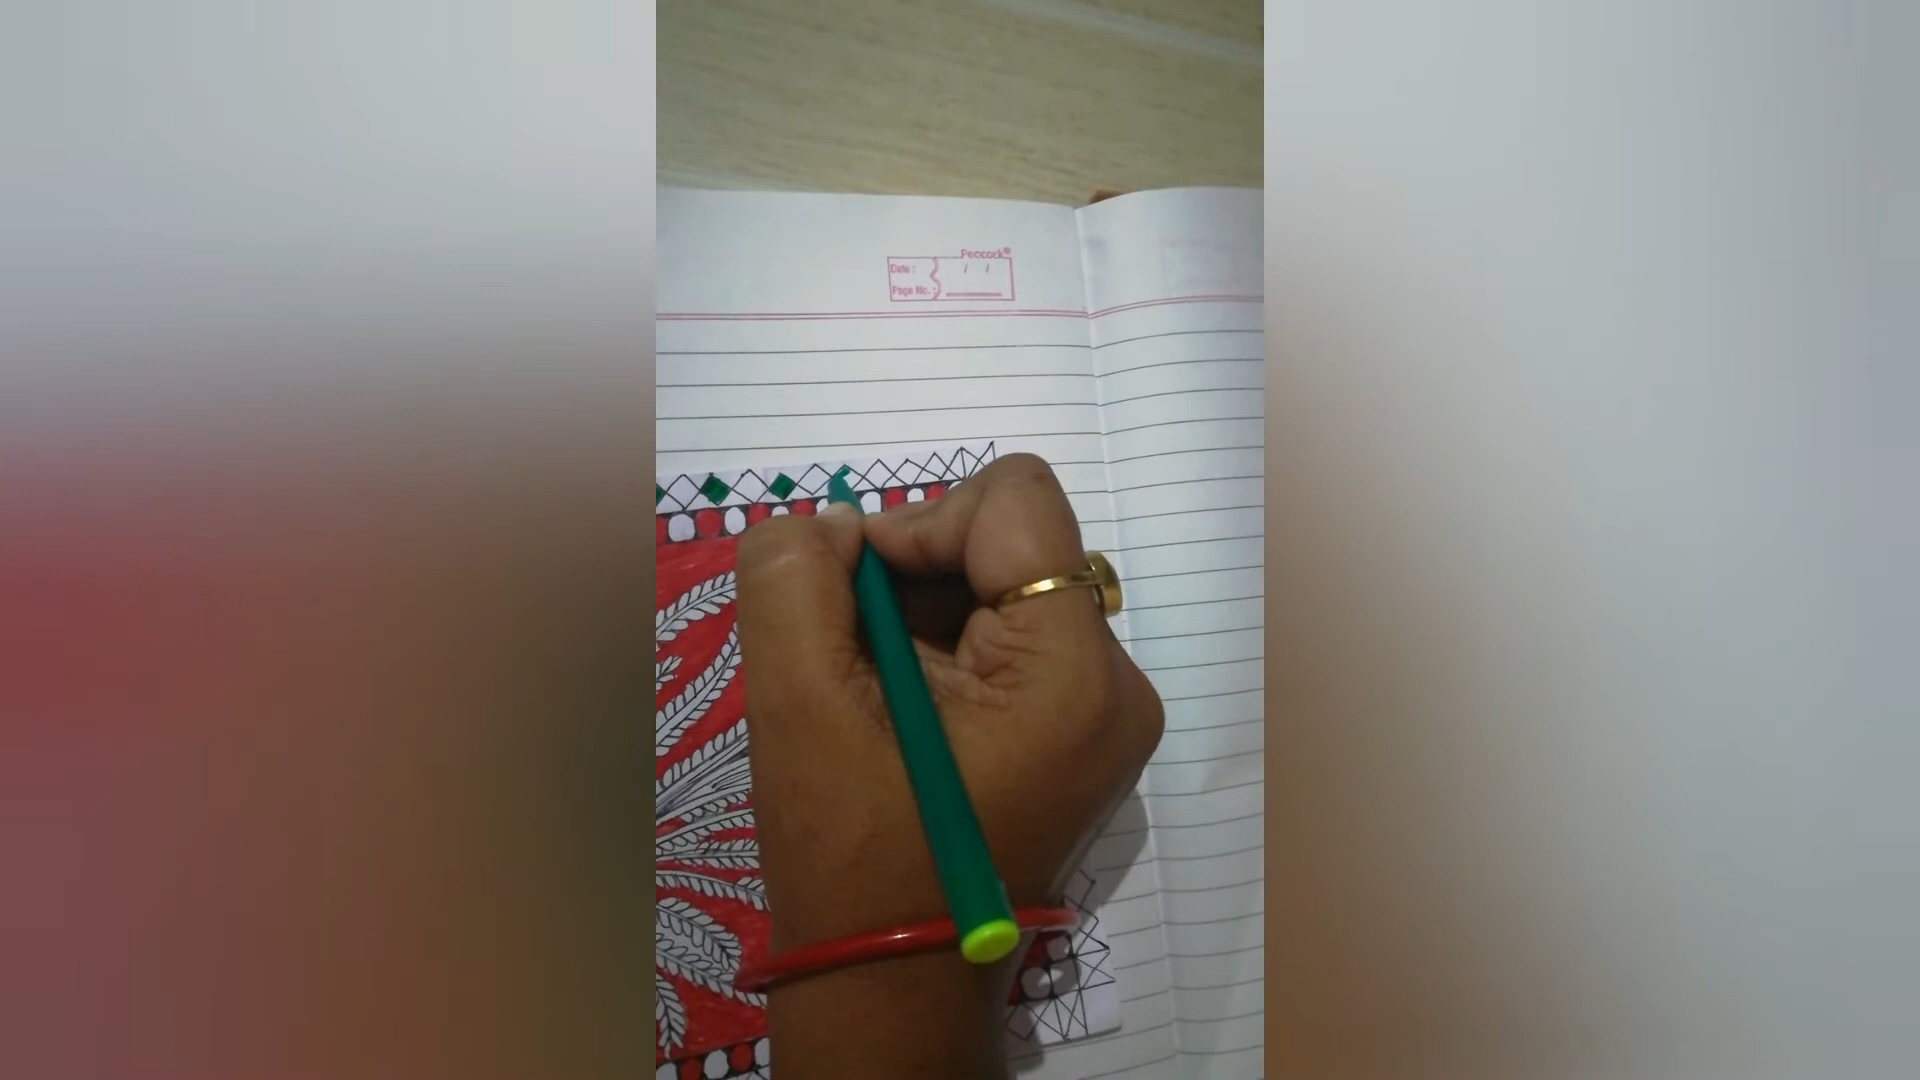 Peacock®
Date : / /
Page No. :